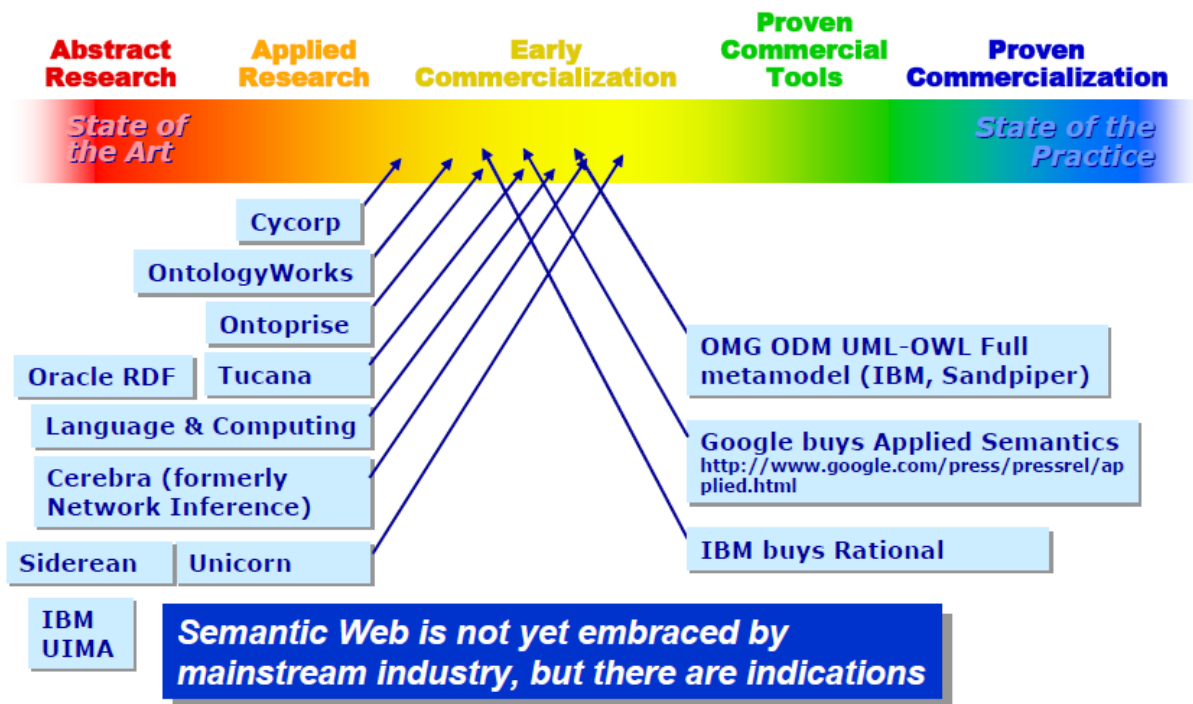 Abstract
Research
Applied
Research
Early
Commercialization
Proven
Commercial
Tools
Proven
Commercialization
State of
the Art
State of the
Practice
Cycorp
OntologyWorks
Ontoprise
Oracle RDF
Tucana
Language & Computing
Cerebra (formerly
Network Inference)
Siderean
Unicorn
IBM
UIMA
OMG ODM UML-OWL Full
metamodel (IBM, Sandpiper)
Google buys Applied Semantics
http://www.google.com/press/pressrel/ap
plied.html
IBM buys Rational
Semantic Web is not yet embraced by
mainstream industry, but there are indications